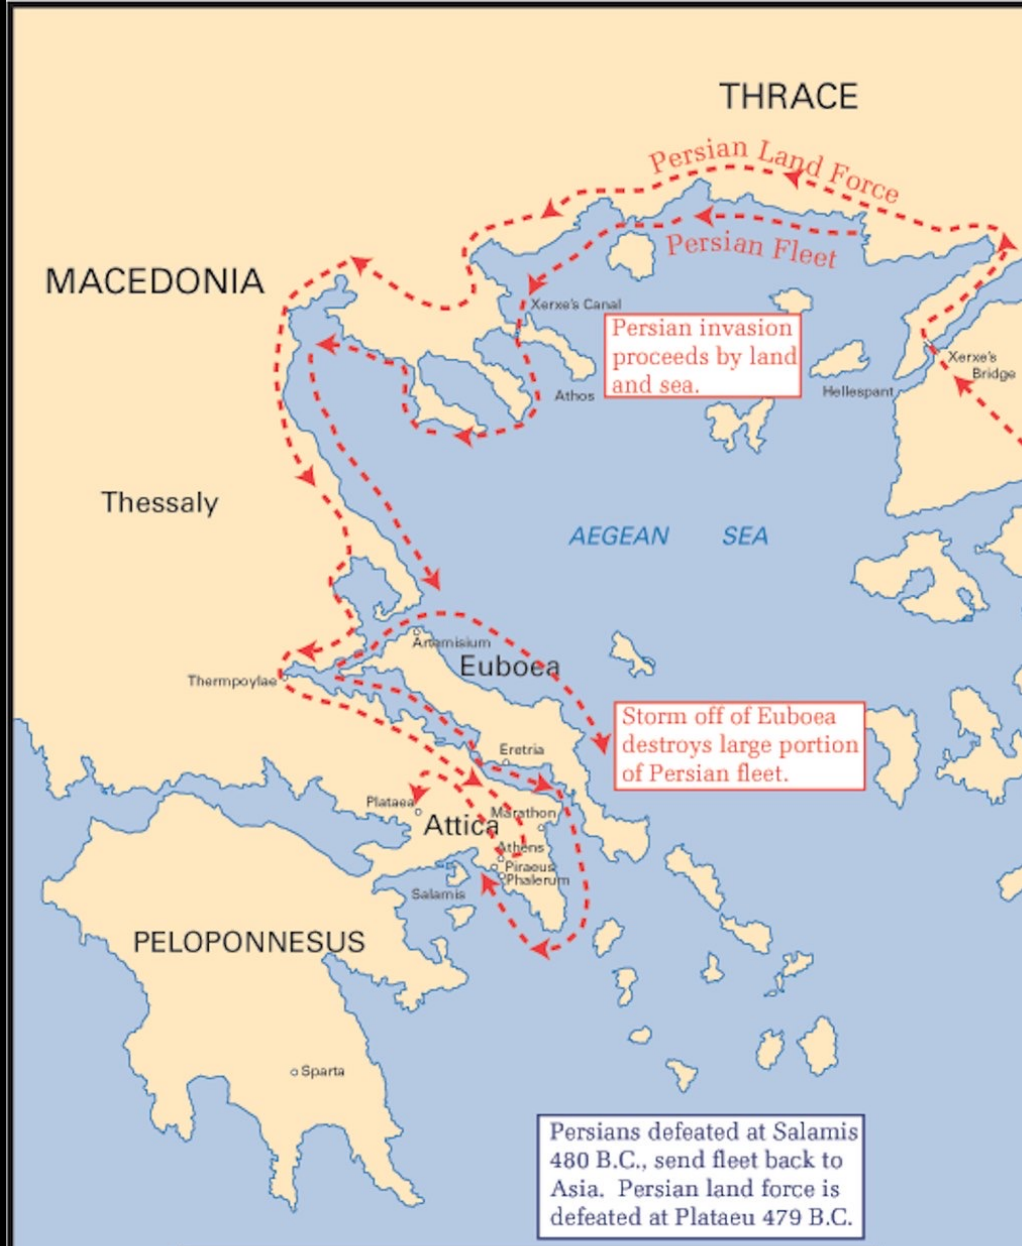 THRACE
Persian Land Force
Persian Fleet
MACEDONIA
Xerxe's Canal
Persian invasion
proceeds by land
and sea.
Xerxe's
Bridge
Athos
Hellespant
Thessaly
AEGEAN SEA
Artemisium
Euboea
Thermpoylae
Storm off of Euboea
destroys large portion
of Persian fleet.
Eretria
Plataea
Marathon
Attica
Athens
Piraeus
Phalerum
Salamis
PELOPONNESUS
Sparta
Persians defeated at Salamis
480 B.C., send fleet back to
Asia. Persian land force is
defeated at Plataeu 479 B.C.